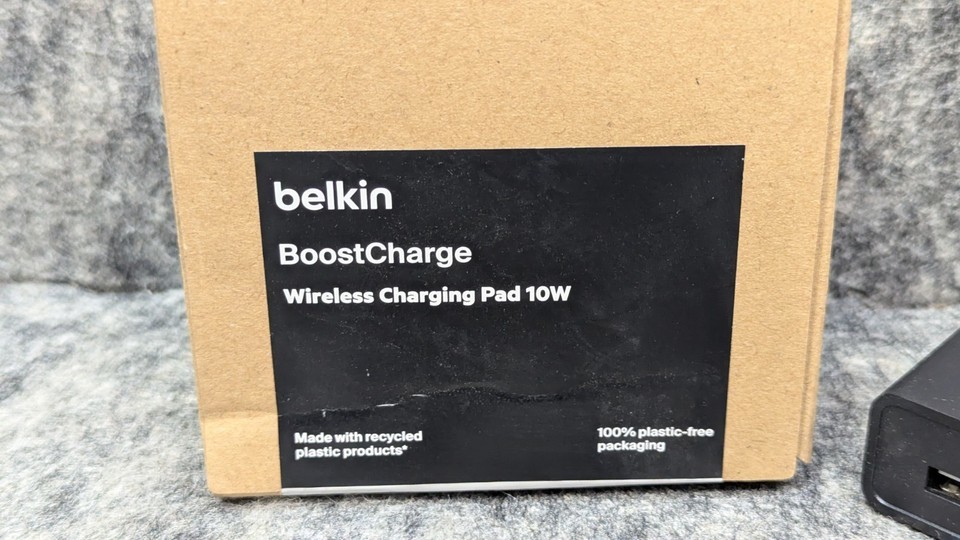 belkin
BoostCharge
Wireless Charging Pad 10W
Made with recycled
plastic products*
100% plastic-free
packaging